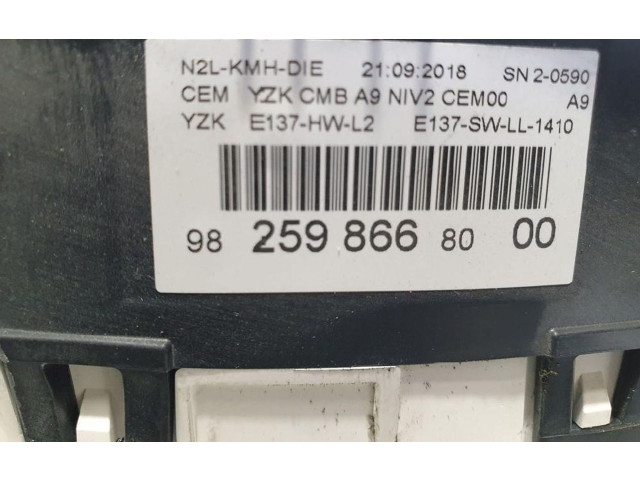 N2L-KMH-DIE 21:09:2018 SN 2-0590
CEM YZK CMB A9 NIV2 CEM00 A9
YZK E137-HW-L2 E137-SW-LL-1410
98 259 866 80 00